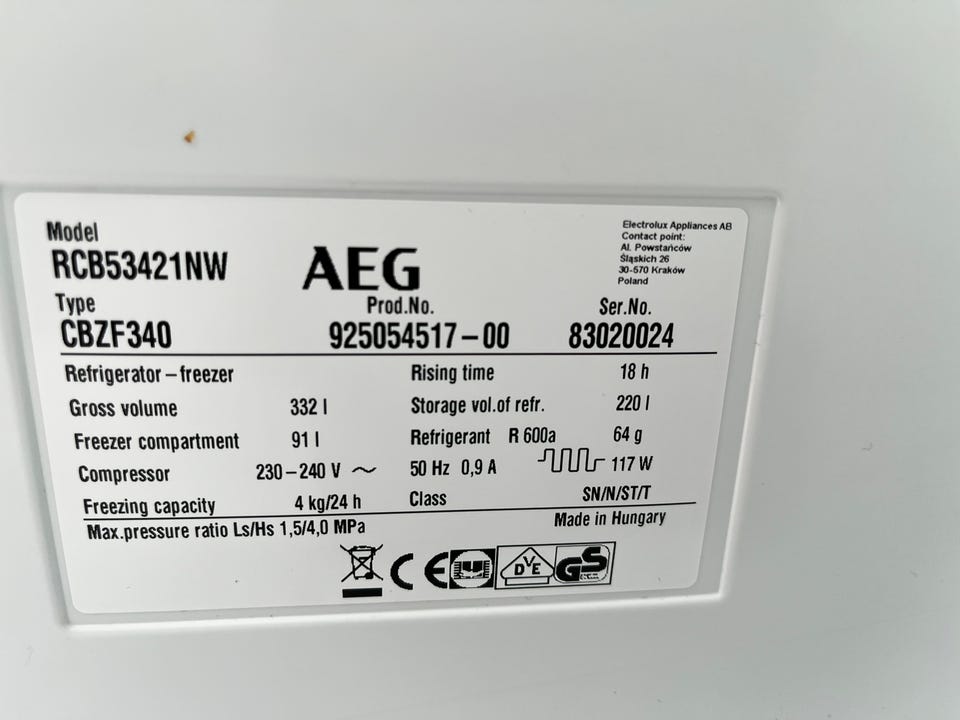 Model
RCB53421NW
AEG
Electrolux Appliances AB
Contact point:
Al. Powstańców
Śląskich 26
30-570 Kraków
Poland
Type
CBZF340
Prod.No.
925054517-00
Ser.No.
83020024
Refrigerator-freezer
Rising time 18 h
Gross volume 332 l
Storage vol.of refr. 220 l
Freezer compartment 91 l
Refrigerant R 600a 64 g
Compressor 230-240 V ~
50 Hz 0,9 A 117 W
Freezing capacity 4 kg/24 h
Class SN/N/ST/T
Max.pressure ratio Ls/Hs 1,5/4,0 MPa
Made in Hungary
CE
DVE
GS